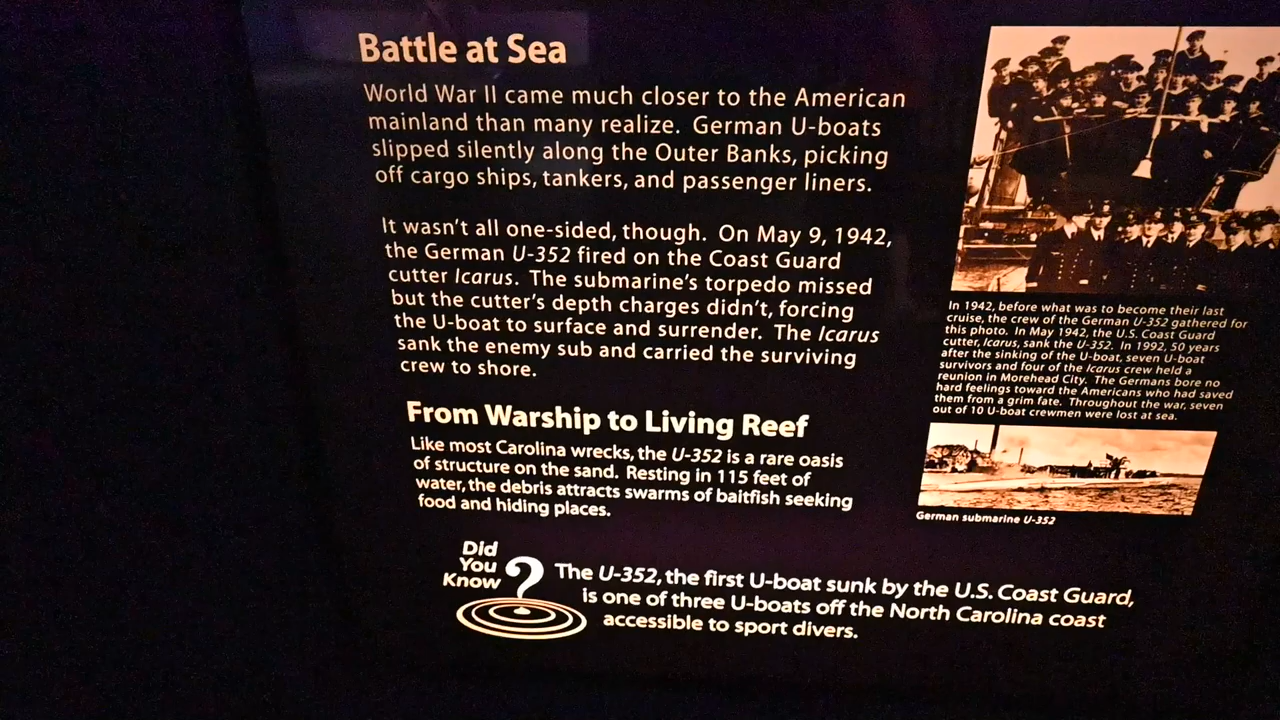 Battle at Sea
World War II came much closer to the American
mainland than many realize. German U-boats
slipped silently along the Outer Banks, picking
off cargo ships, tankers, and passenger liners.
It wasn't all one-sided, though. On May 9, 1942,
the German U-352 fired on the Coast Guard
cutter Icarus. The submarine's torpedo missed
but the cutter's depth charges didn't, forcing
the U-boat to surface and surrender. The Icarus
sank the enemy sub and carried the surviving
crew to shore.
From Warship to Living Reef
Like most Carolina wrecks, the U-352 is a rare oasis
of structure on the sand. Resting in 115 feet of
water, the debris attracts swarms of baitfish seeking
food and hiding places.
In 1942, before what was to become their last
cruise, the crew of the German U-352 gathered for
this photo. In May 1942, the U.S. Coast Guard
cutter, Icarus, sank the U-352. In 1992, 50 years
after the sinking of the U-boat, seven U-boat
survivors and four of the Icarus crew held a
reunion in Morehead City. The Germans bore no
hard feelings toward the Americans who had saved
them from a grim fate. Throughout the war, seven
out of 10 U-boat crewmen were lost at sea.
German submarine U-352
Did
You
Know ?
The U-352, the first U-boat sunk by the U.S. Coast Guard,
is one of three U-boats off the North Carolina coast
accessible to sport divers.